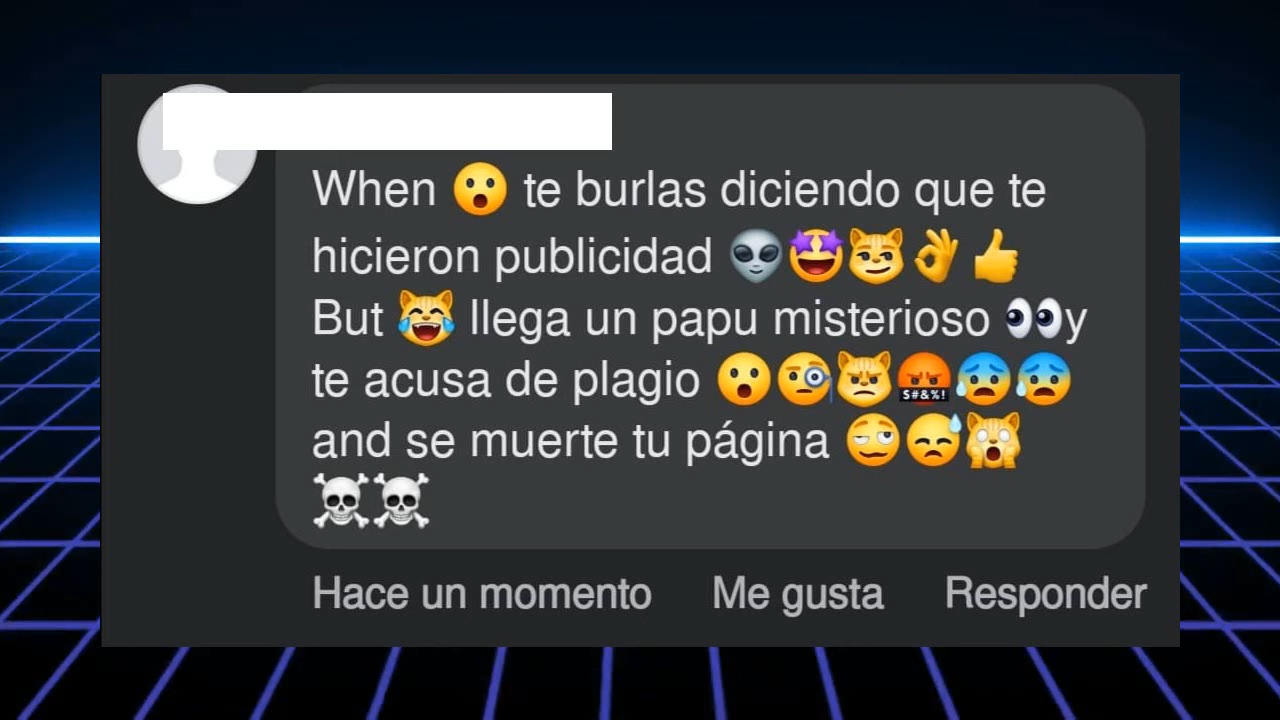 When 😮 te burlas diciendo que te
hicieron publicidad 👽🤩😼👌👍
But 😹 llega un papu misterioso 👀y
te acusa de plagio 😮🧐😾🤬😰😰
and se muerte tu página 🥴😓🙀
☠️☠️
Hace un momento Me gusta Responder